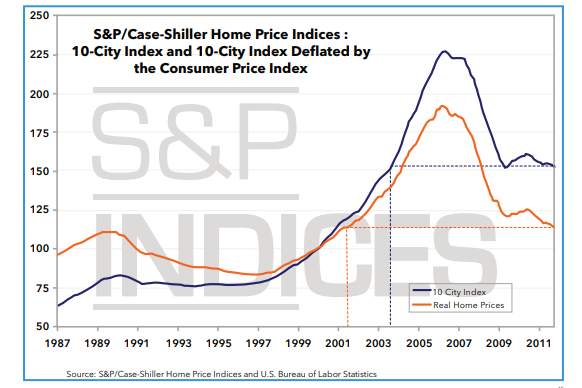 S&P/Case-Shiller Home Price Indices :
10-City Index and 10-City Index Deflated by
the Consumer Price Index
S&P
INDICES
250
225
200
175
150
125
100
75
50
10 City Index
Real Home Prices
1987 1989 1991 1993 1995 1997 1999 2001 2003 2005 2007 2009 2011
Source: S&P/Case-Shiller Home Price Indices and U.S. Bureau of Labor Statistics